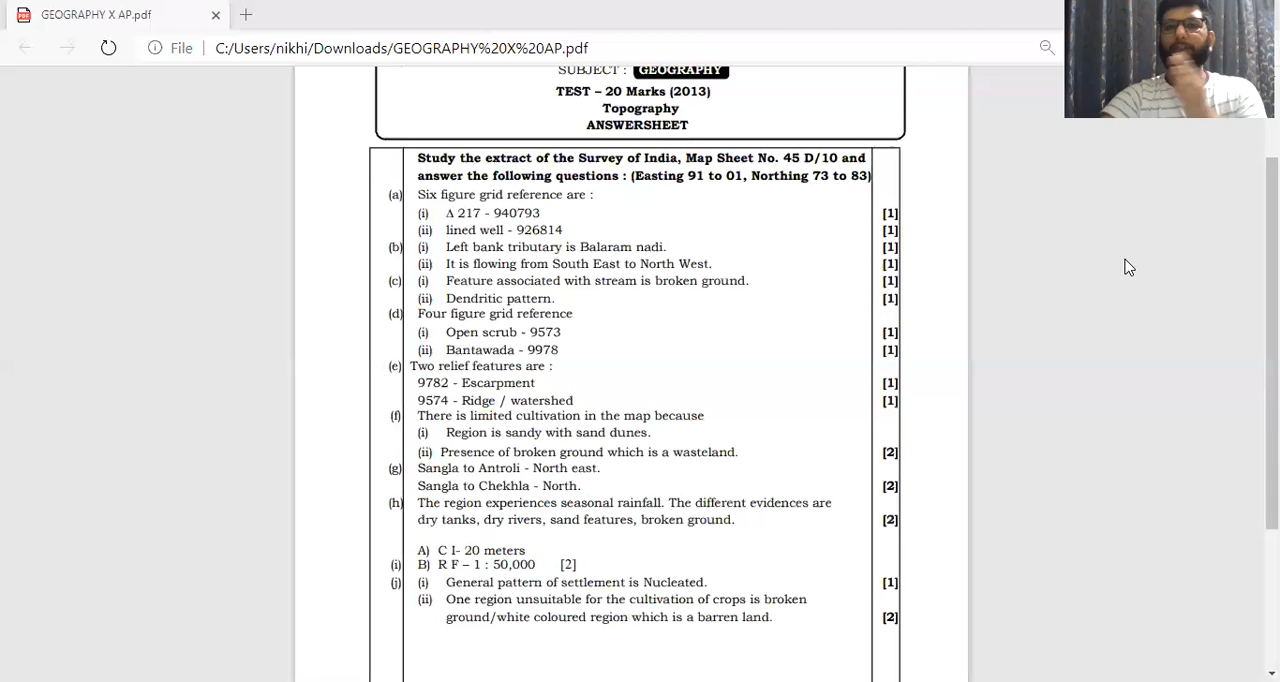 GEOGRAPHY X AP.pdf
File C:/Users/nikhi/Downloads/GEOGRAPHY%20X%20AP.pdf
SUBJECT : GEOGRAPHY
TEST – 20 Marks (2013)
Topography
ANSWERSHEET
Study the extract of the Survey of India, Map Sheet No. 45 D/10 and
answer the following questions : (Easting 91 to 01, Northing 73 to 83)
(a) Six figure grid reference are :
(i) Δ 217 - 940793 [1]
(ii) lined well - 926814 [1]
(b) (i) Left bank tributary is Balaram nadi. [1]
(ii) It is flowing from South East to North West. [1]
(c) (i) Feature associated with stream is broken ground. [1]
(ii) Dendritic pattern. [1]
(d) Four figure grid reference
(i) Open scrub - 9573 [1]
(ii) Bantawada - 9978 [1]
(e) Two relief features are :
9782 - Escarpment [1]
9574 - Ridge / watershed [1]
(f) There is limited cultivation in the map because
(i) Region is sandy with sand dunes.
(ii) Presence of broken ground which is a wasteland. [2]
(g) Sangla to Antroli - North east.
Sangla to Chekhla - North. [2]
(h) The region experiences seasonal rainfall. The different evidences are
dry tanks, dry rivers, sand features, broken ground. [2]
A) C I- 20 meters
(i) B) R F – 1 : 50,000 [2]
(j) (i) General pattern of settlement is Nucleated. [1]
(ii) One region unsuitable for the cultivation of crops is broken
ground/white coloured region which is a barren land. [2]